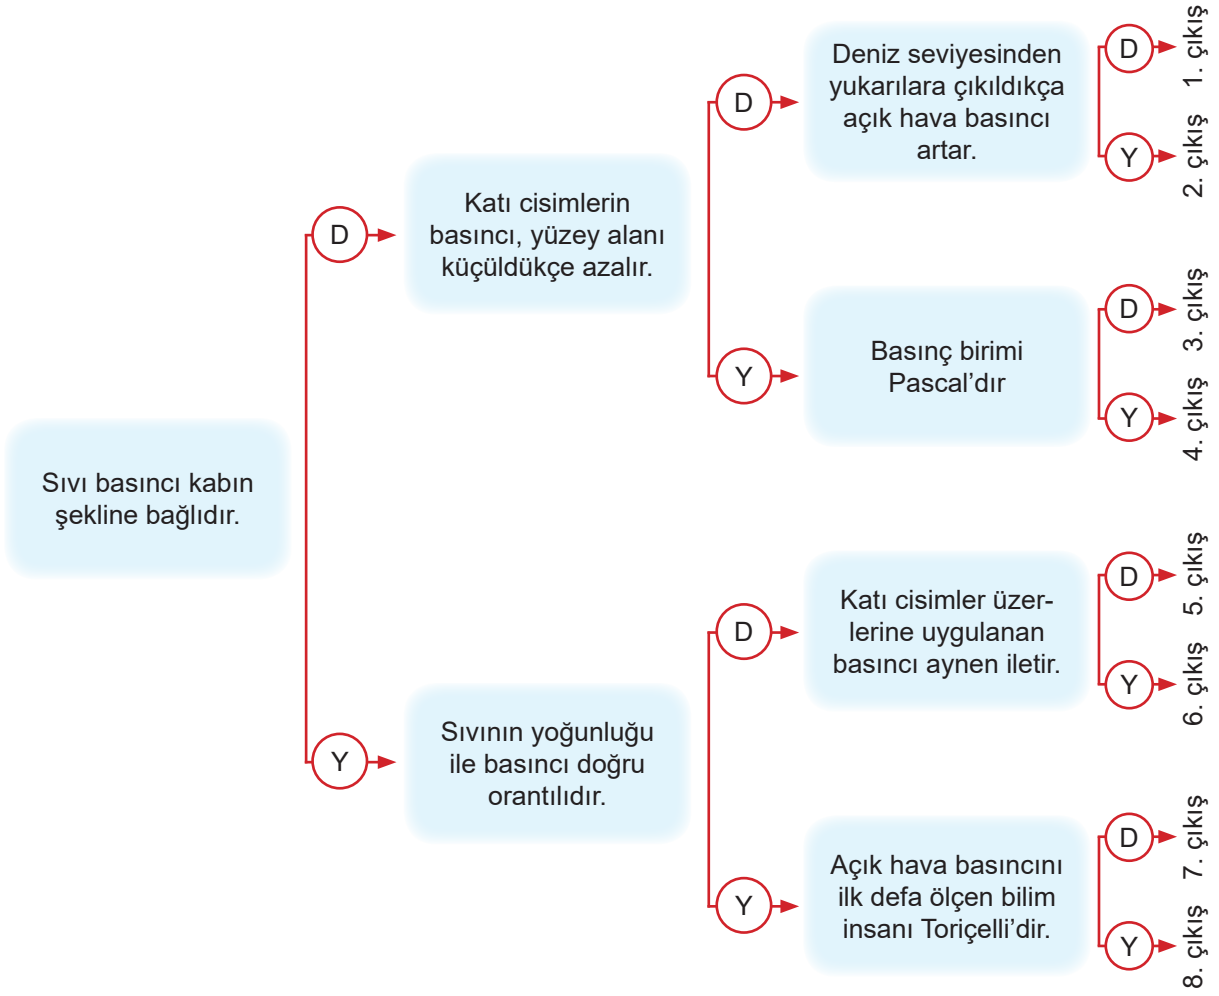 Sıvı basıncı kabın
şekline bağlıdır.
D
Y
Katı cisimlerin
basıncı, yüzey alanı
küçüldükçe azalır.
D
Y
Sıvının yoğunluğu
ile basıncı doğru
orantılıdır.
D
Y
Deniz seviyesinden
yukarılara çıkıldıkça
açık hava basıncı
artar.
D
1. çıkış
Y
2. çıkış
Basınç birimi
Pascal’dır
D
3. çıkış
Y
4. çıkış
Katı cisimler üzer-
lerine uygulanan
basıncı aynen iletir.
D
5. çıkış
Y
6. çıkış
Açık hava basıncını
ilk defa ölçen bilim
insanı Toriçelli’dir.
D
7. çıkış
Y
8. çıkış